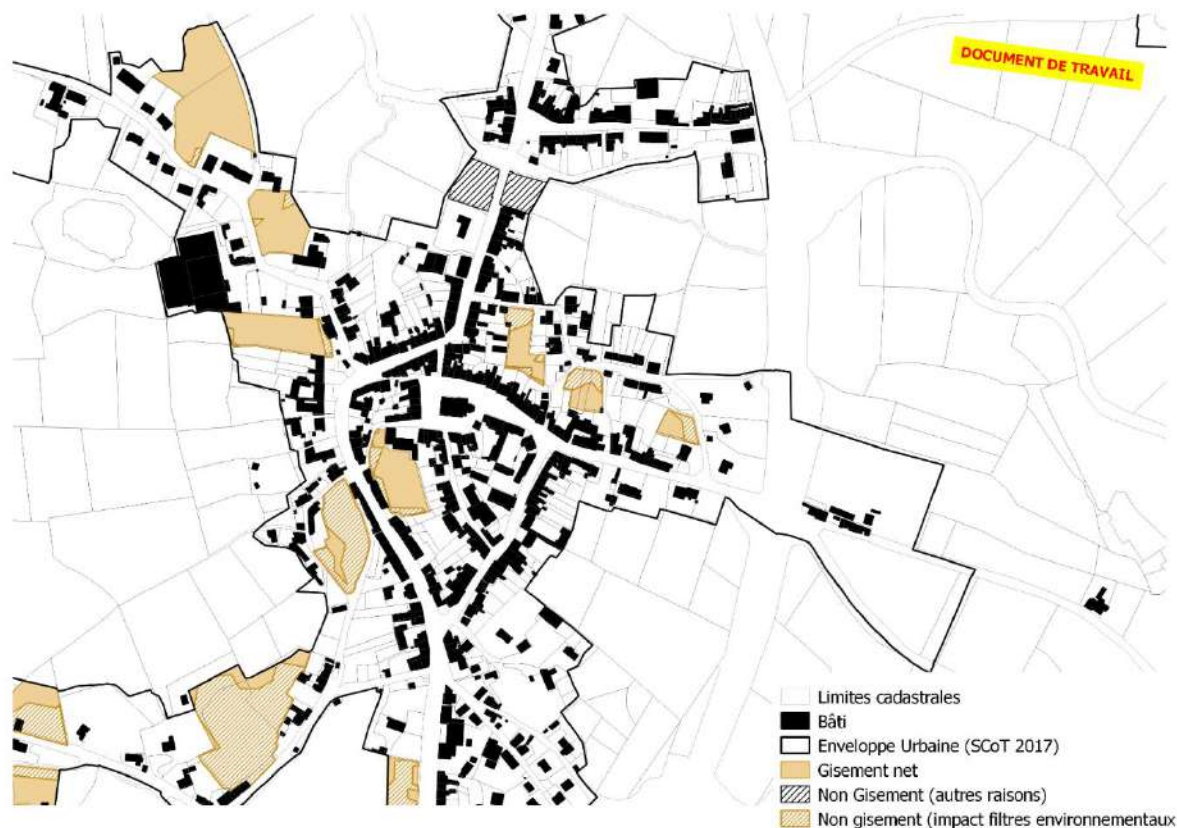 DOCUMENT DE TRAVAIL
Limites cadastrales
Bâti
Enveloppe Urbaine (SCoT 2017)
Gisement net
Non Gisement (autres raisons)
Non gisement (impact filtres environnementaux